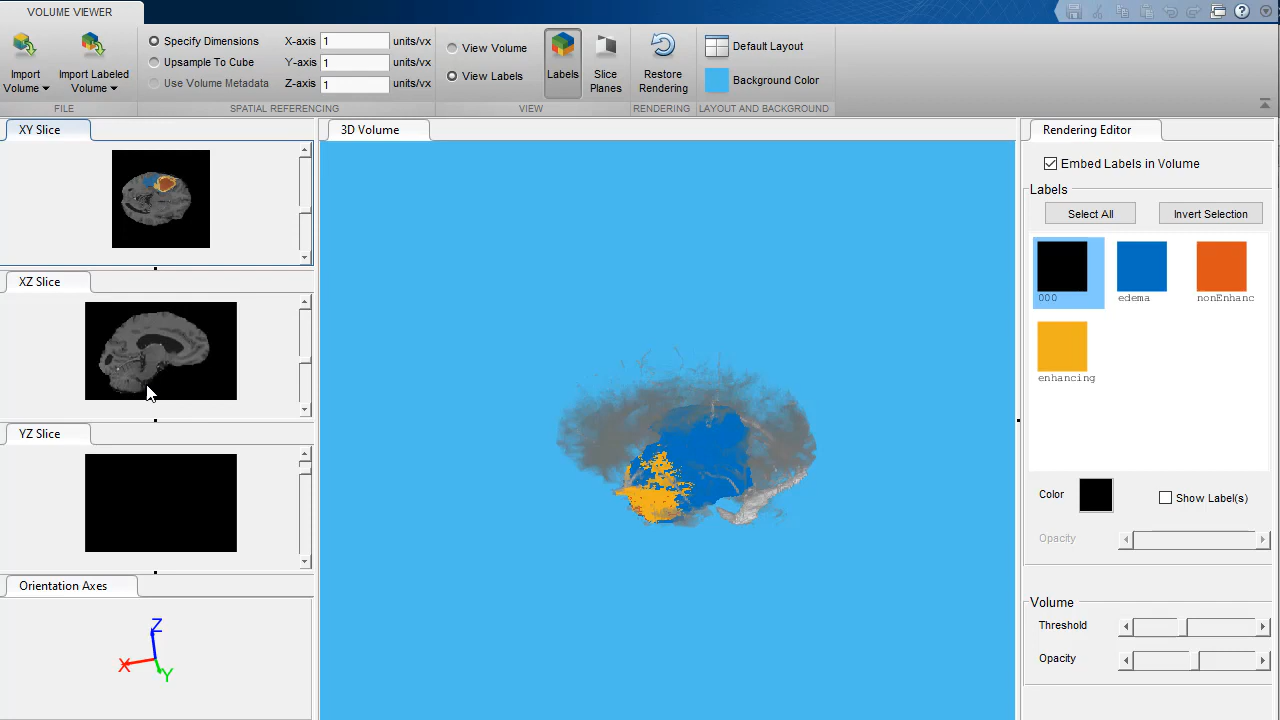 VOLUME VIEWER
Import Volume
Import Labeled Volume
FILE
Specify Dimensions
Upsample To Cube
Use Volume Metadata
X-axis 1 units/vx
Y-axis 1 units/vx
Z-axis 1 units/vx
SPATIAL REFERENCING
View Volume
View Labels
Labels
Slice Planes
VIEW
Restore Rendering
RENDERING
Default Layout
Background Color
LAYOUT AND BACKGROUND
XY Slice
XZ Slice
YZ Slice
Orientation Axes
Z
X
Y
3D Volume
Rendering Editor
Embed Labels in Volume
Labels
Select All
Invert Selection
000
edema
nonEnhanc
enhancing
Color
Show Label(s)
Opacity
Volume
Threshold
Opacity